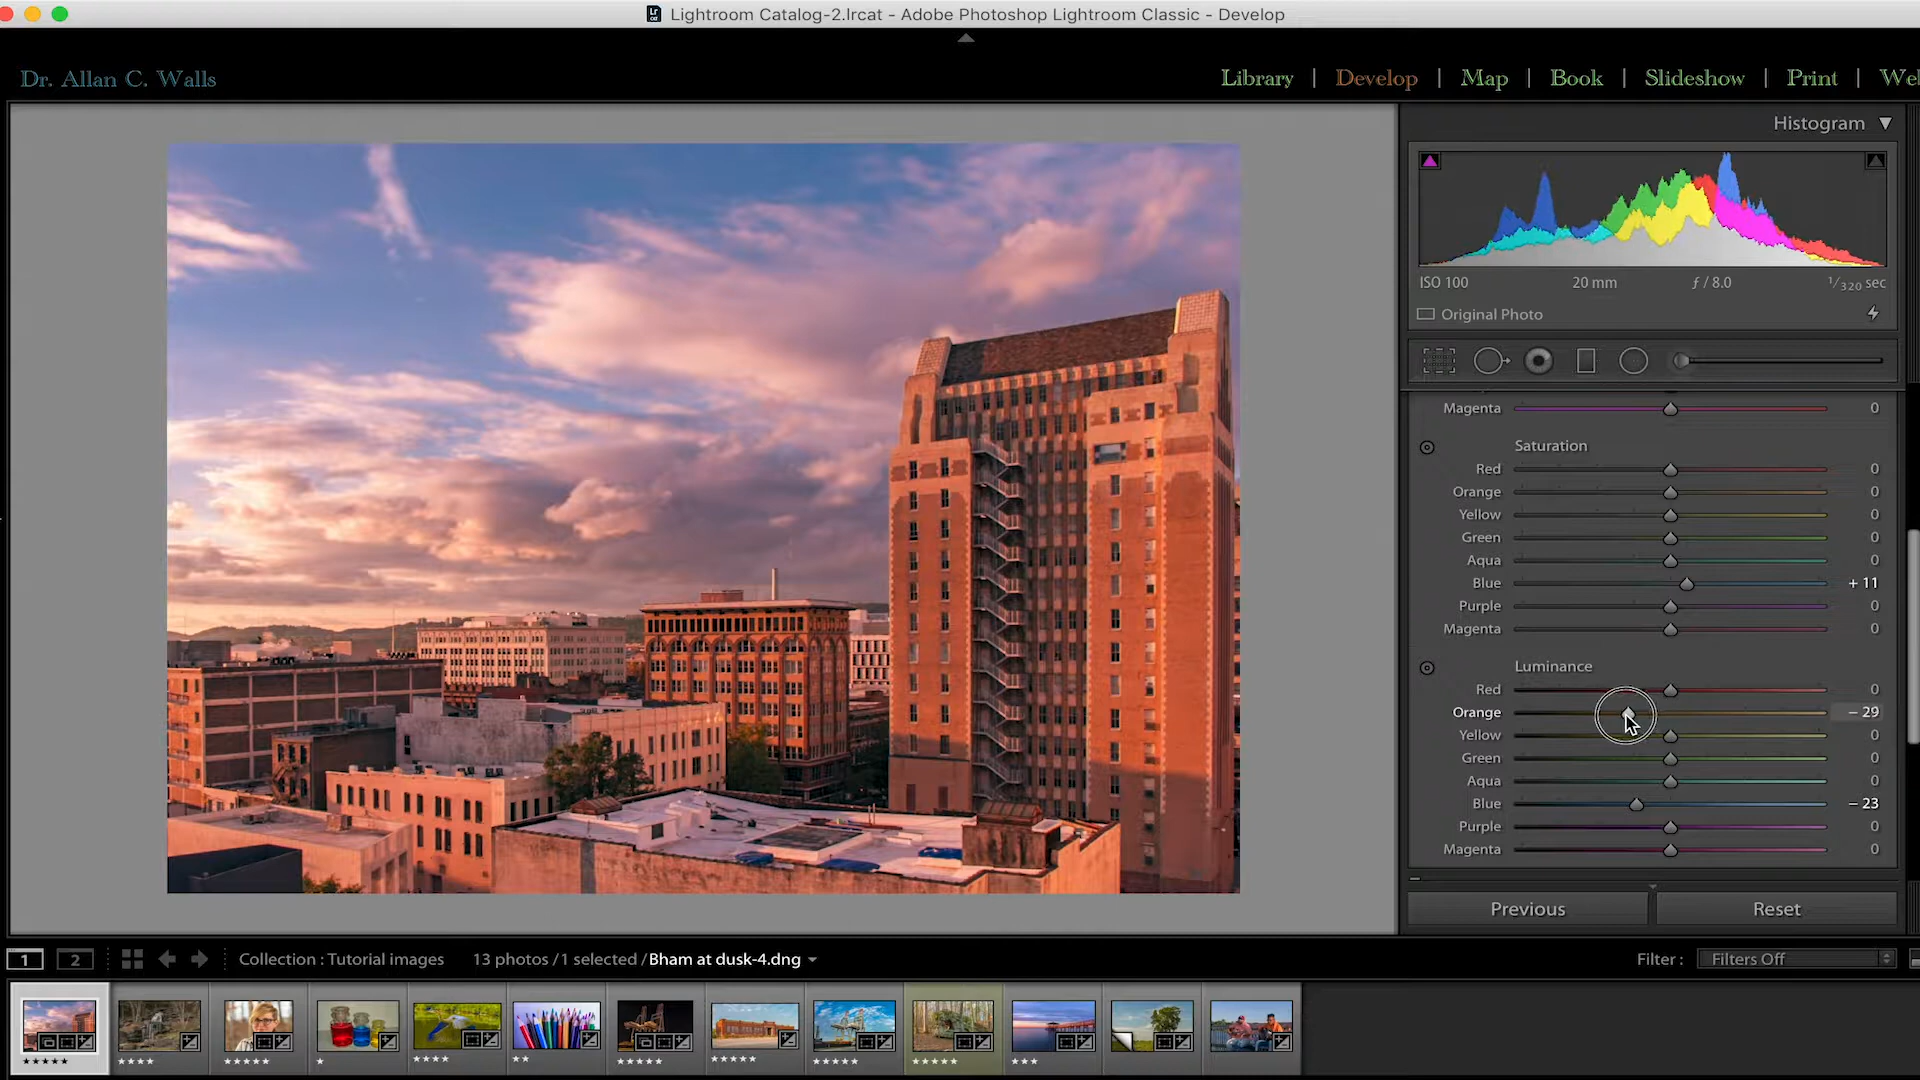 Lightroom Catalog-2.lrcat - Adobe Photoshop Lightroom Classic - Develop
Dr. Allan C. Walls
Library | Develop | Map | Book | Slideshow | Print | Wel
Histogram
ISO 100 20 mm ƒ / 8.0 1/320 sec
Original Photo
Magenta 0
Saturation
Red 0
Orange 0
Yellow 0
Green 0
Aqua 0
Blue + 11
Purple 0
Magenta 0
Luminance
Red 0
Orange – 29
Yellow 0
Green 0
Aqua 0
Blue – 23
Purple 0
Magenta 0
Previous Reset
1 2 Collection : Tutorial images 13 photos / 1 selected / Bham at dusk-4.dng Filter : Filters Off